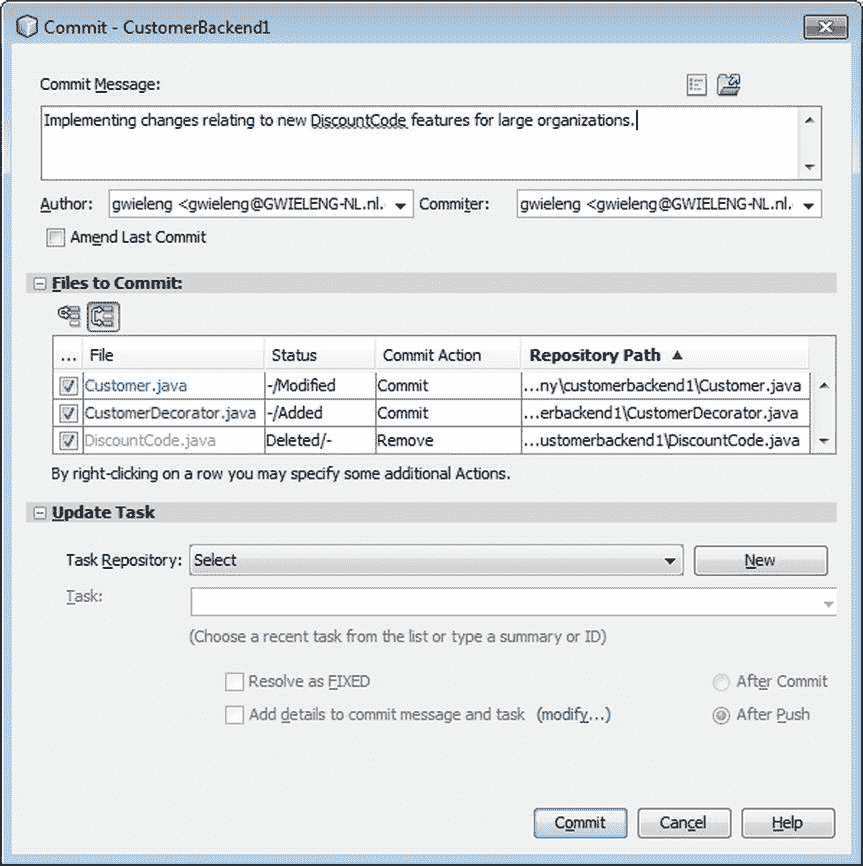 Commit - CustomerBackend1
Commit Message:
Implementing changes relating to new DiscountCode features for large organizations.
Author: gwieleng <gwieleng@GWIELENG-NL.nl. Commiter: gwieleng <gwieleng@GWIELENG-NL.nl.
Amend Last Commit
Files to Commit:
... File Status Commit Action Repository Path ▲
Customer.java -/Modified Commit ...ny\customerbackend1\Customer.java
CustomerDecorator.java -/Added Commit ...erbackend1\CustomerDecorator.java
DiscountCode.java Deleted/- Remove ...ustomerbackend1\DiscountCode.java
By right-clicking on a row you may specify some additional Actions.
Update Task
Task Repository: Select New
Task:
(Choose a recent task from the list or type a summary or ID)
Resolve as FIXED After Commit
Add details to commit message and task (modify...) After Push
Commit Cancel Help